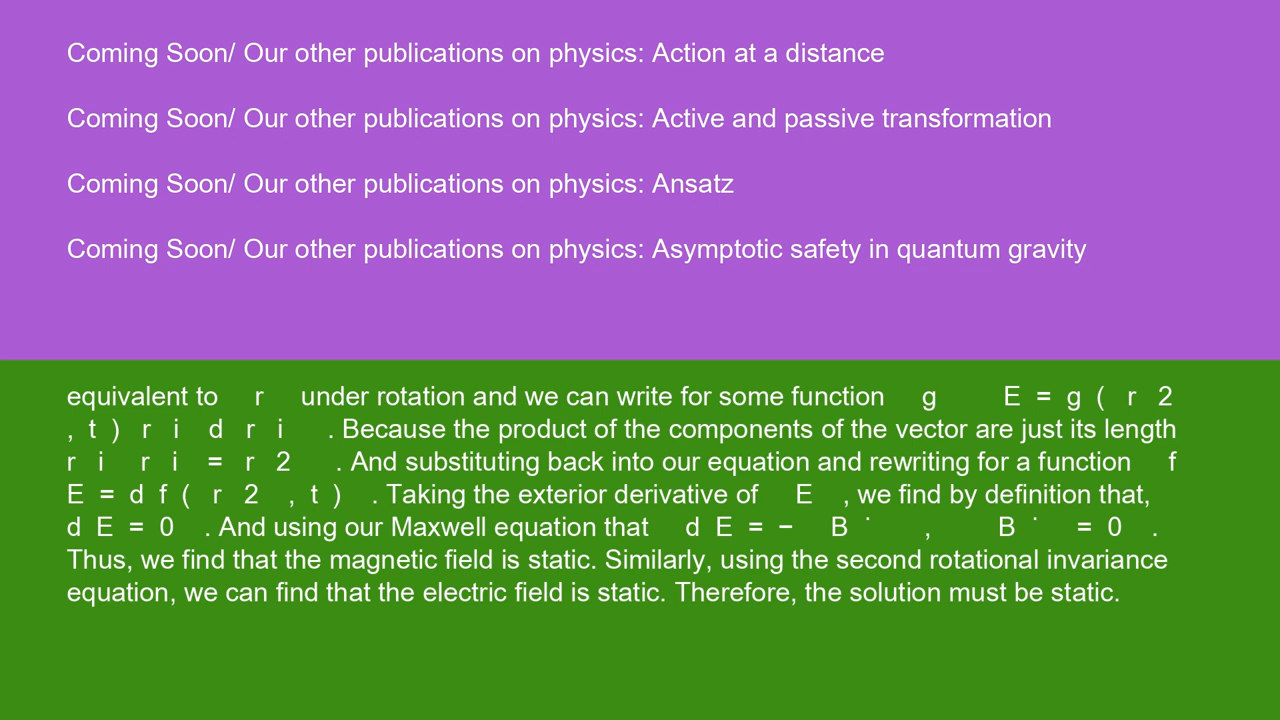 Coming Soon/ Our other publications on physics: Action at a distance
Coming Soon/ Our other publications on physics: Active and passive transformation
Coming Soon/ Our other publications on physics: Ansatz
Coming Soon/ Our other publications on physics: Asymptotic safety in quantum gravity
equivalent to r under rotation and we can write for some function g E = g ( r 2
, t ) r i d r i . Because the product of the components of the vector are just its length
r i r i = r 2 . And substituting back into our equation and rewriting for a function f
E = d f ( r 2 , t ) . Taking the exterior derivative of E , we find by definition that,
d E = 0 . And using our Maxwell equation that d E = − B ˙ , B ˙ = 0 .
Thus, we find that the magnetic field is static. Similarly, using the second rotational invariance
equation, we can find that the electric field is static. Therefore, the solution must be static.